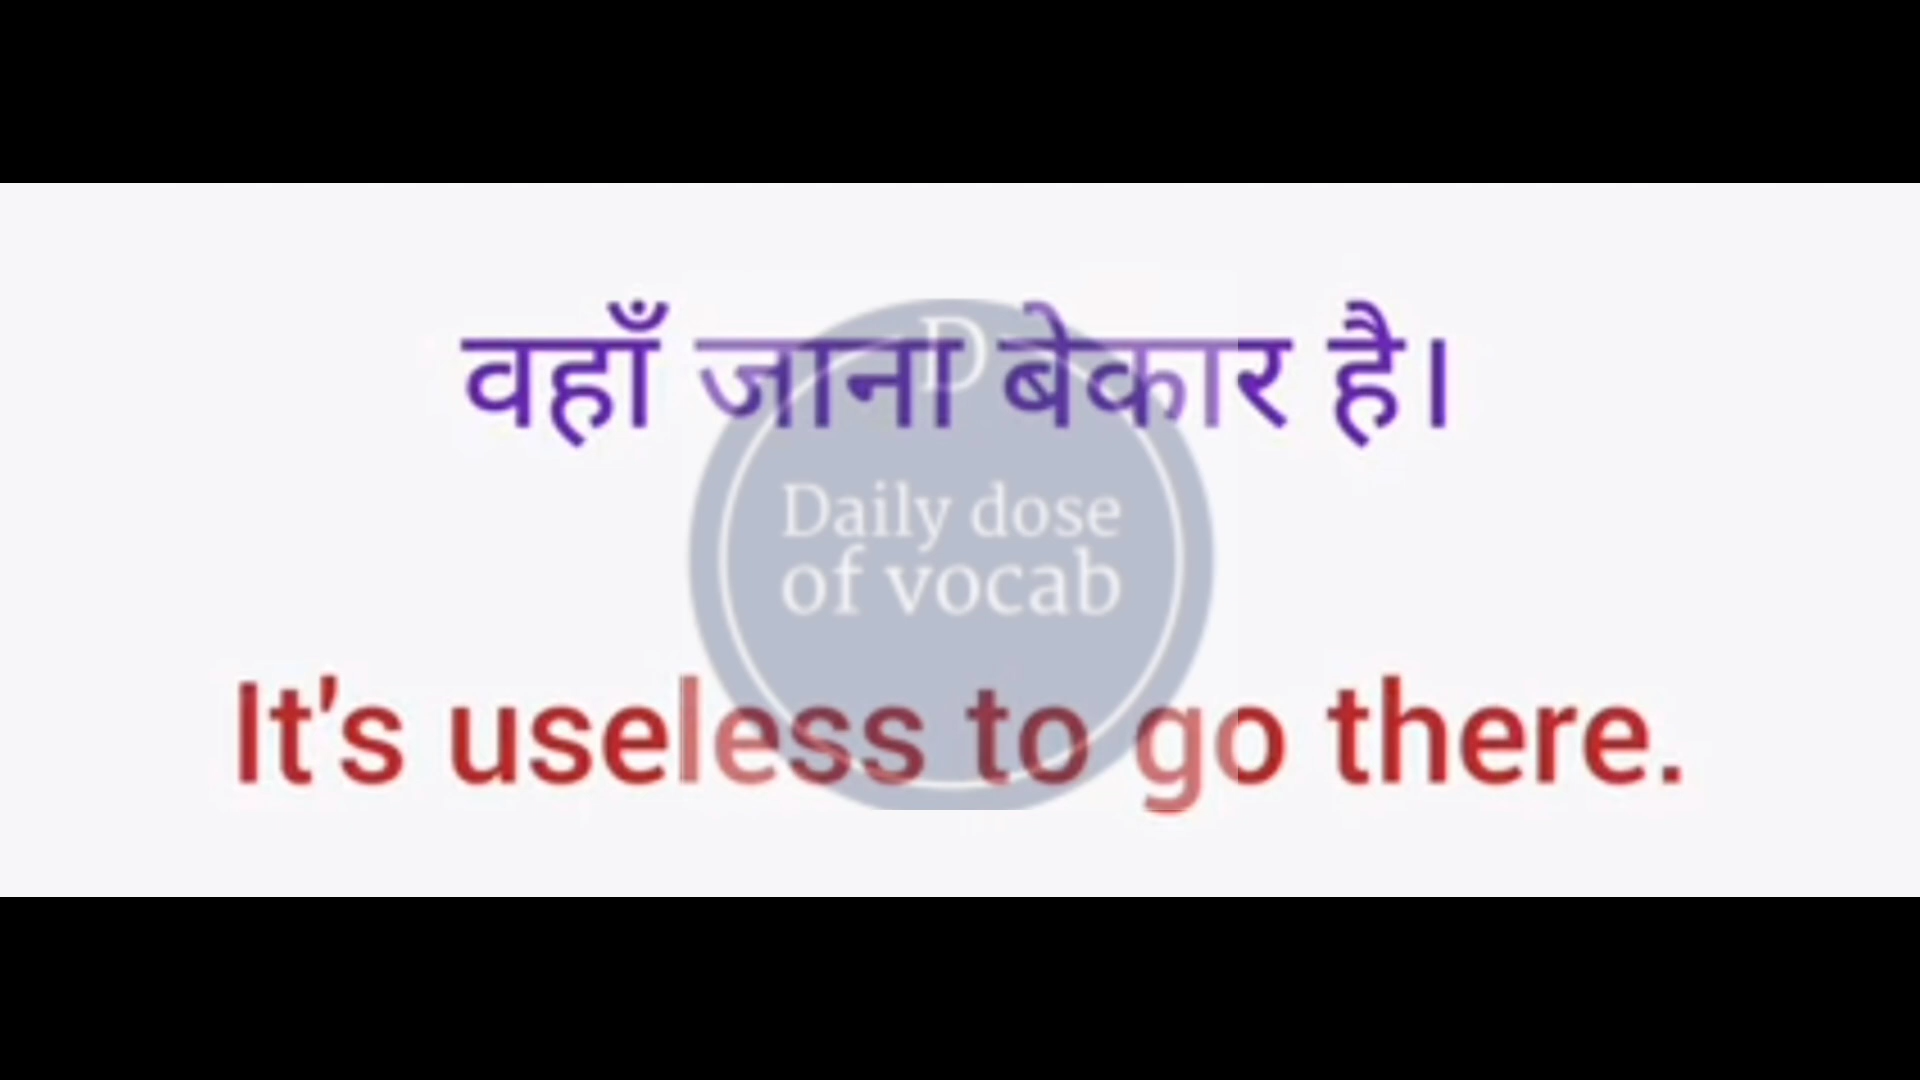 वहाँ जाना बेकार है।
D
Daily dose
of vocab
It's useless to go there.